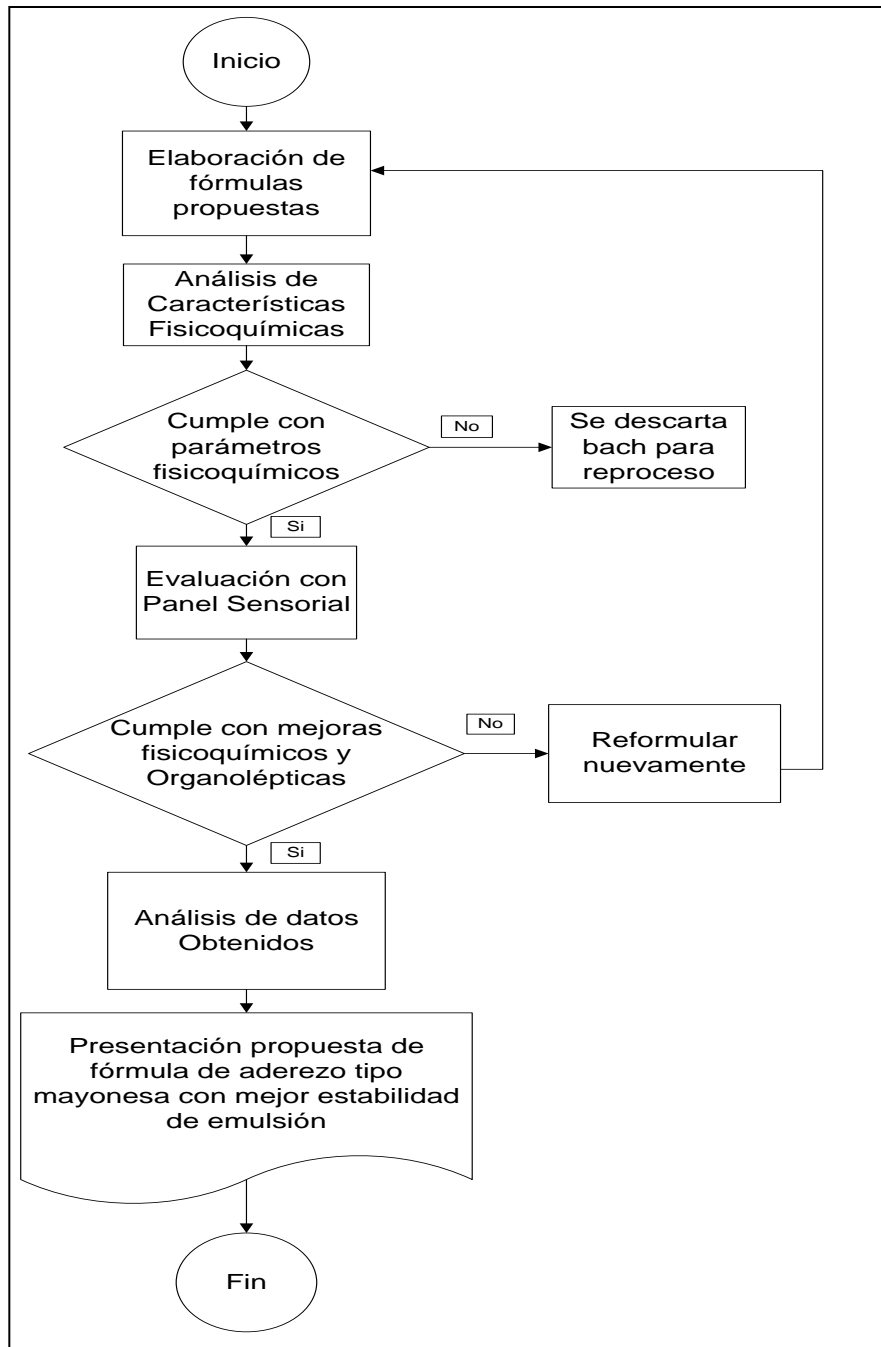 Inicio
Elaboración de
fórmulas
propuestas
Análisis de
Característícas
Fisicoquímicas
Cumple con
parámetros
fisicoquímicos
No
Se descarta
bach para
reproceso
Si
Evaluación con
Panel Sensorial
Cumple con mejoras
fisicoquímicos y
Organolépticas
No
Reformular
nuevamente
Si
Análisis de datos
Obtenidos
Presentación propuesta de
fórmula de aderezo tipo
mayonesa con mejor estabilidad
de emulsión
Fin